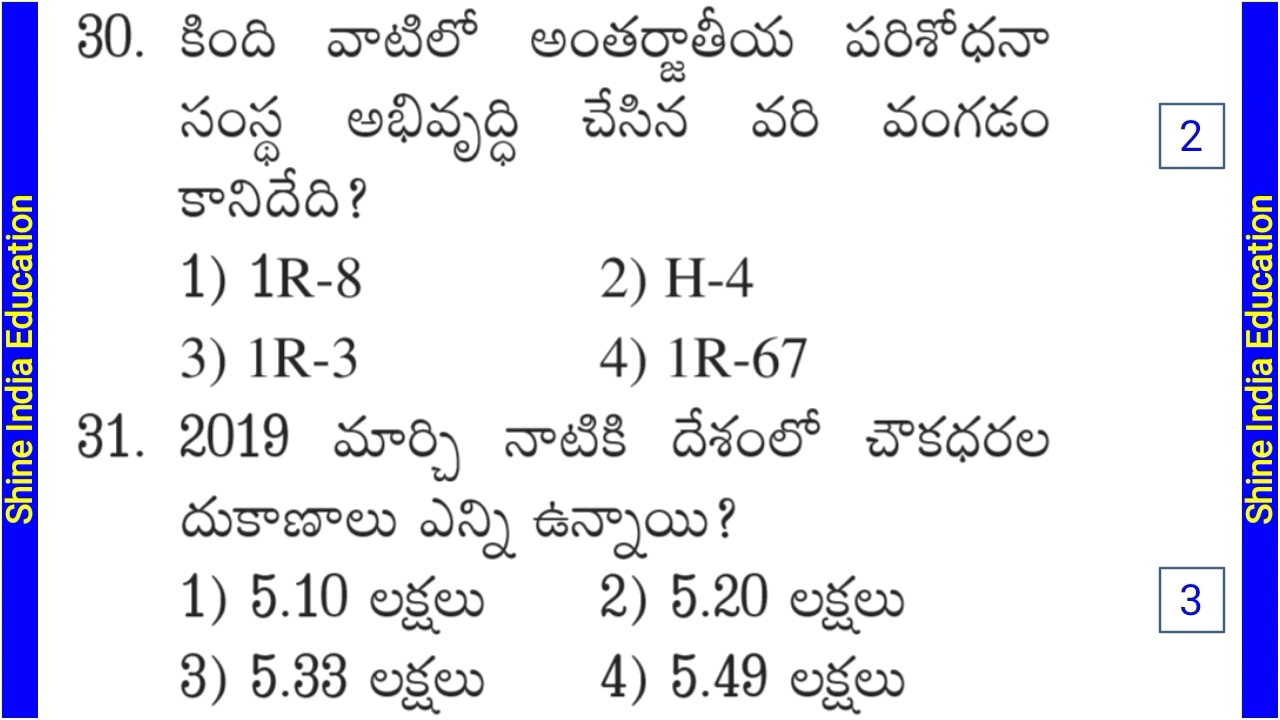 Shine India Education
30. కింది వాటిలో అంతర్జాతీయ పరిశోధనా
సంస్థ అభివృద్ధి చేసిన వరి వంగడం
కానిదేది?
2
1) 1R-8 2) H-4
3) 1R-3 4) 1R-67
31. 2019 మార్చి నాటికి దేశంలో చౌకధరల
దుకాణాలు ఎన్ని ఉన్నాయి?
1) 5.10 లక్షలు 2) 5.20 లక్షలు
3
3) 5.33 లక్షలు 4) 5.49 లక్షలు
Shine India Education